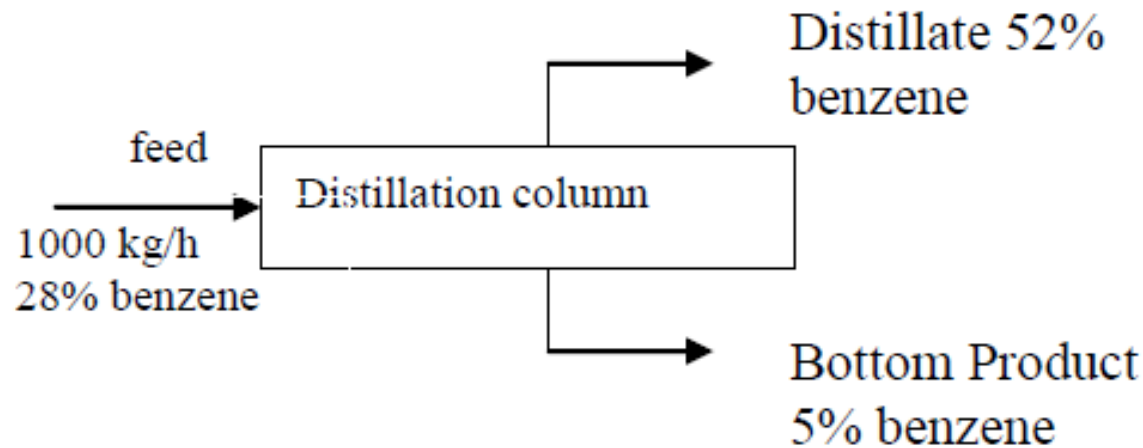 Distillate 52%
benzene
feed
Distillation column
1000 kg/h
28% benzene
Bottom Product
5% benzene